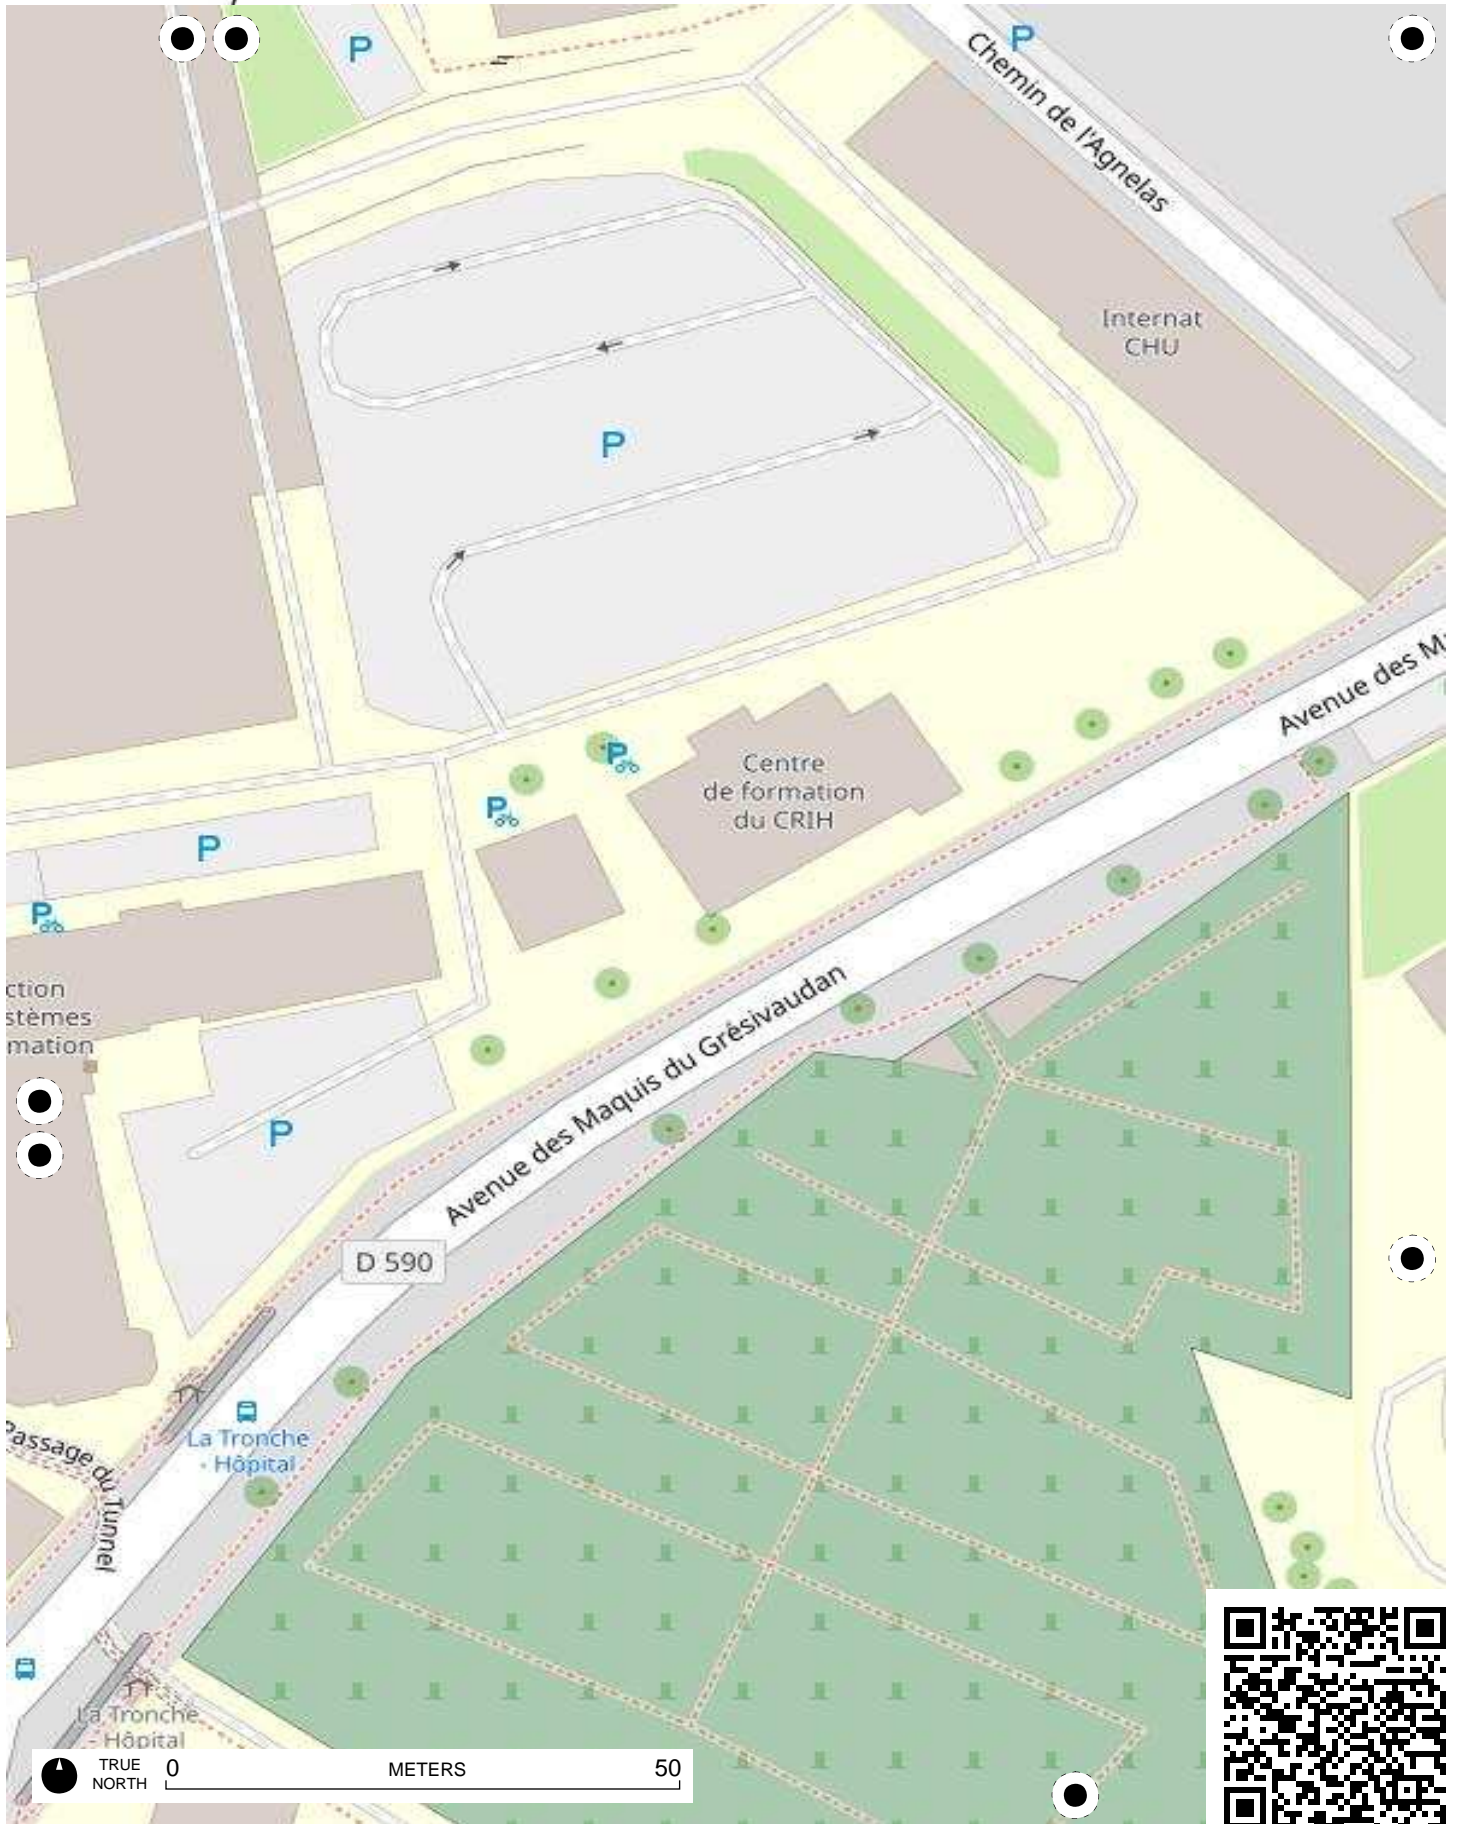 P
P
Chemin de l'Agnelas
Internat
CHU
P
Avenue des M
P
P
Centre
de formation
du CRIH
P
P
ction
stèmes
mation
Avenue des Maquis du Grésivaudan
P
D 590
La Tronche
- Hôpital
Passage du Tunnel
La Tronche
- Hôpital
TRUE
NORTH
0 METERS 50